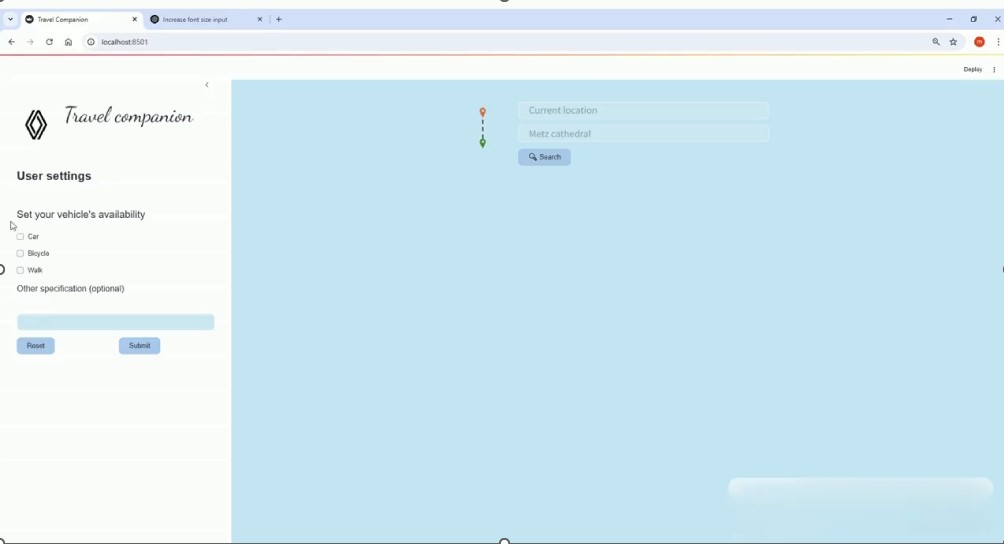 Travel Companion
Increase font size input
localhost:8501
Deploy
Travel companion
User settings
Set your vehicle's availability
Car
Bicycle
Walk
Other specification (optional)
Reset
Submit
Current location
Metz cathedral
Search